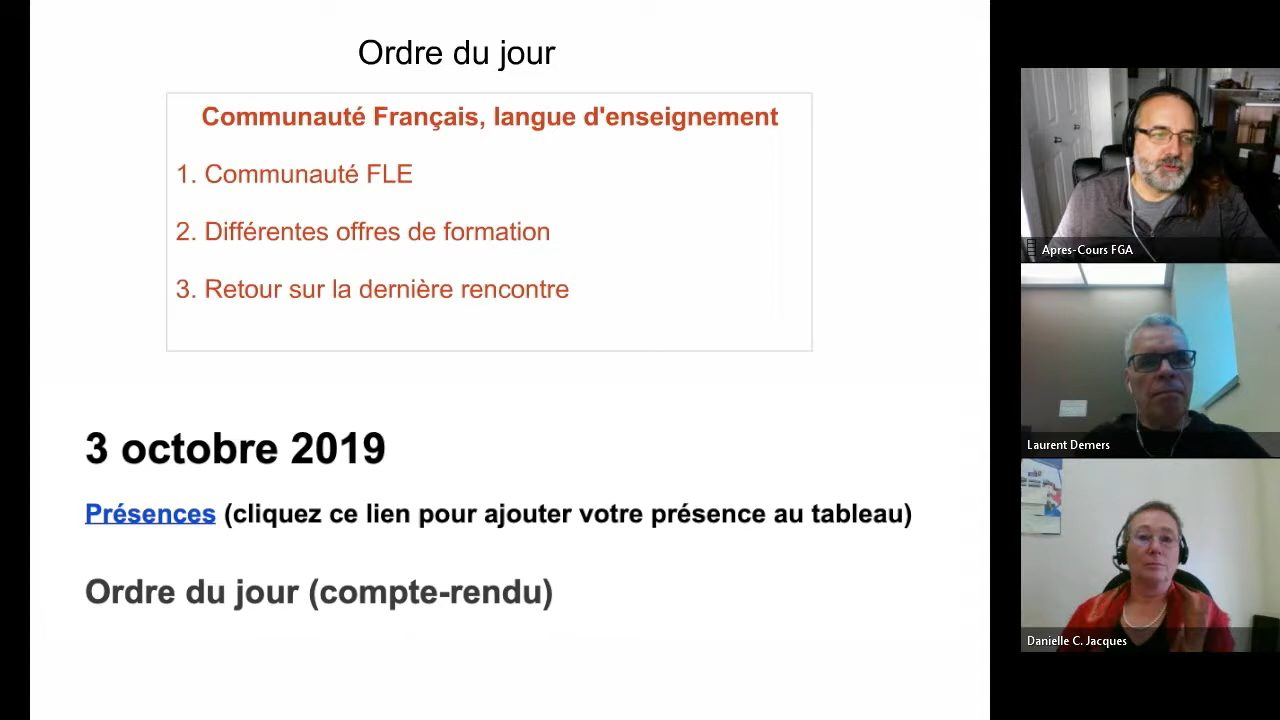 Ordre du jour
Communauté Français, langue d'enseignement
1. Communauté FLE
2. Différentes offres de formation
3. Retour sur la dernière rencontre
3 octobre 2019
Présences (cliquez ce lien pour ajouter votre présence au tableau)
Ordre du jour (compte-rendu)
Apres-Cours FGA
Laurent Demers
Danielle C. Jacques